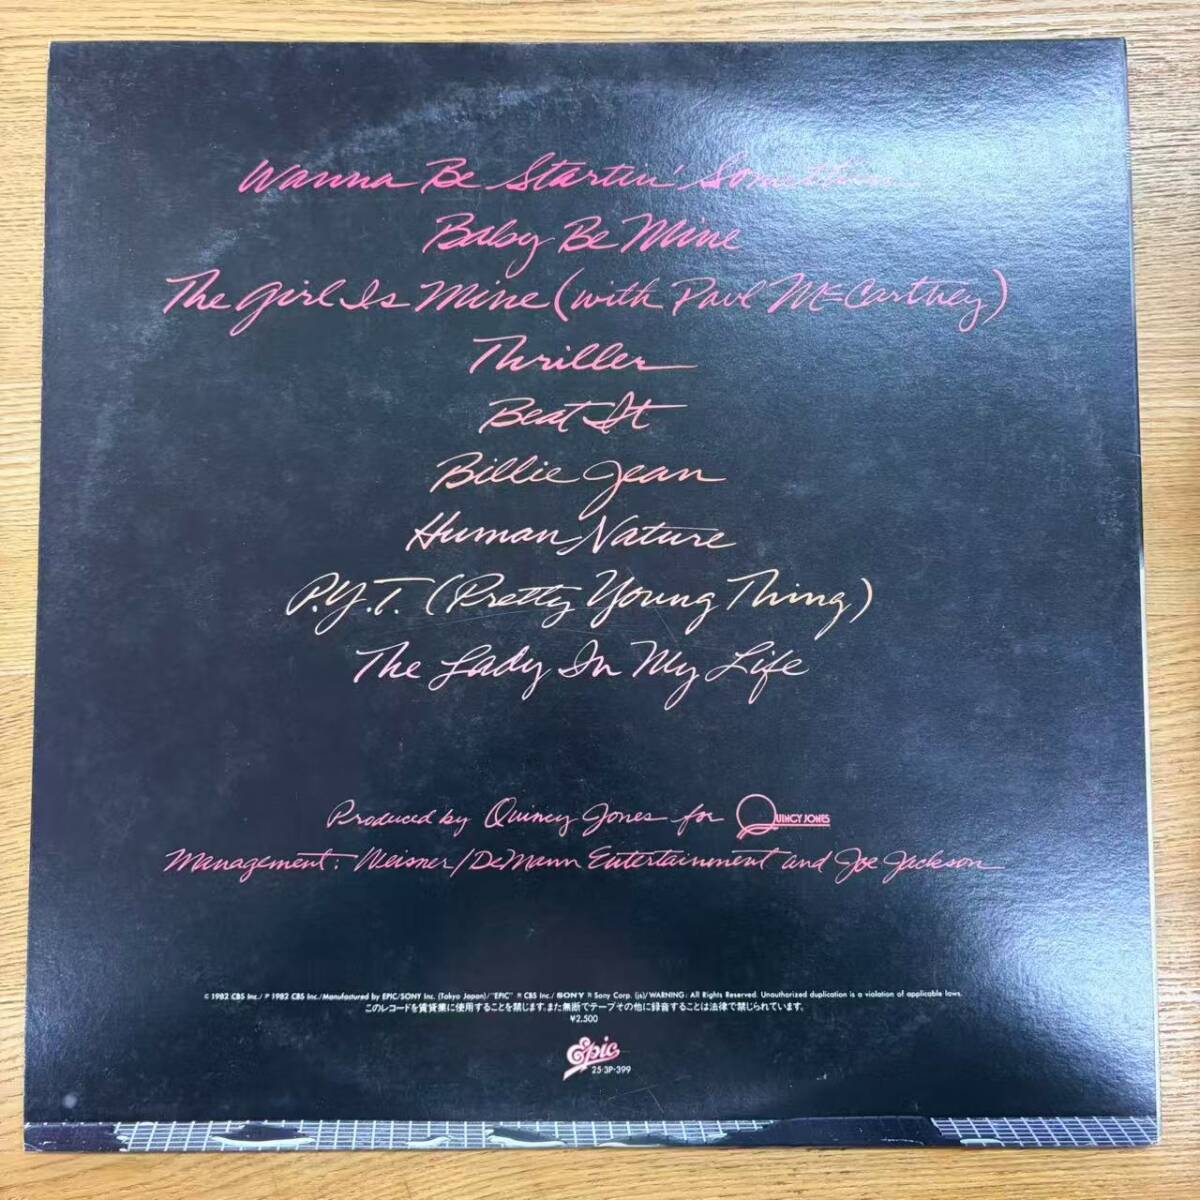 Wanna Be Startin' Somethin
Baby Be Mine
The Girl Is Mine (with Paul McCartney)
Thriller
Beat It
Billie Jean
Human Nature
P.Y.T. (Pretty Young Thing)
The Lady In My Life
Produced by Quincy Jones for QUINCY JONES
Management: Weisner/DeMann Entertainment and Joe Jackson
© 1982 CBS Inc./℗ 1982 CBS Inc./Manufactured by EPIC/SONY Inc. (Tokyo Japan)/"EPIC" ® CBS Inc./SONY ® Sony Corp. (js)/WARNING: All Rights Reserved. Unauthorized duplication is a violation of applicable laws.
このレコードを賃貸業に使用することを禁じます。また無断でテープその他に録音することは法律で禁じられています。
¥2,500
Epic
25·3P-399